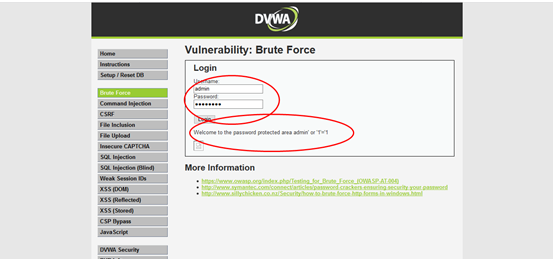 DVWA
Home
Instructions
Setup / Reset DB
Brute Force
Command Injection
CSRF
File Inclusion
File Upload
Insecure CAPTCHA
SQL Injection
SQL Injection (Blind)
Weak Session IDs
XSS (DOM)
XSS (Reflected)
XSS (Stored)
CSP Bypass
JavaScript
DVWA Security
Vulnerability: Brute Force
Login
Username:
admin
Password:
••••••••
Login
Welcome to the password protected area admin' or '1'='1
More Information
https://www.owasp.org/index.php/Testing_for_Brute_Force_(OWASP-AT-004)
http://www.symantec.com/connect/articles/password-crackers-ensuring-security-your-password
http://www.sillychicken.co.nz/Security/how-to-brute-force-http-forms-in-windows.html